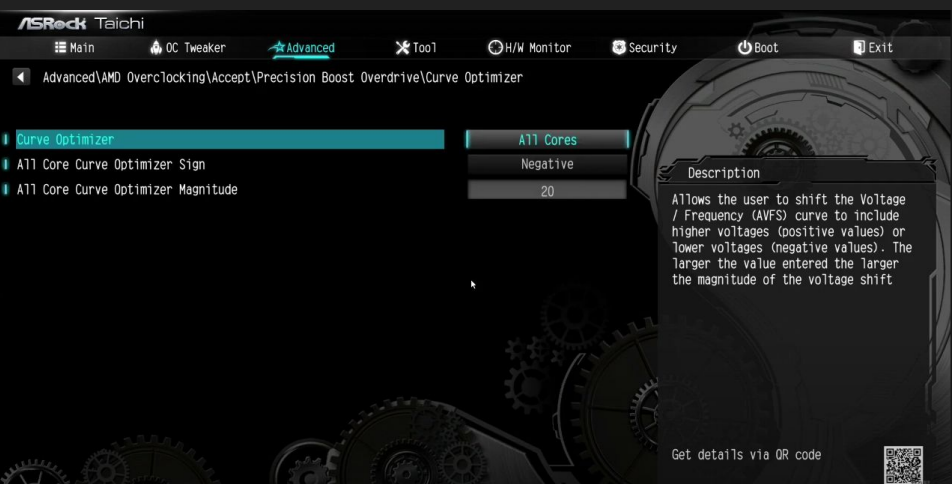 ASRock Taichi
Main OC Tweaker Advanced Tool H/W Monitor Security Boot Exit
Advanced\AMD Overclocking\Accept\Precision Boost Overdrive\Curve Optimizer
Curve Optimizer All Cores
All Core Curve Optimizer Sign Negative
All Core Curve Optimizer Magnitude 20
Description
Allows the user to shift the Voltage
/ Frequency (AVFS) curve to include
higher voltages (positive values) or
lower voltages (negative values). The
larger the value entered the larger
the magnitude of the voltage shift
Get details via QR code